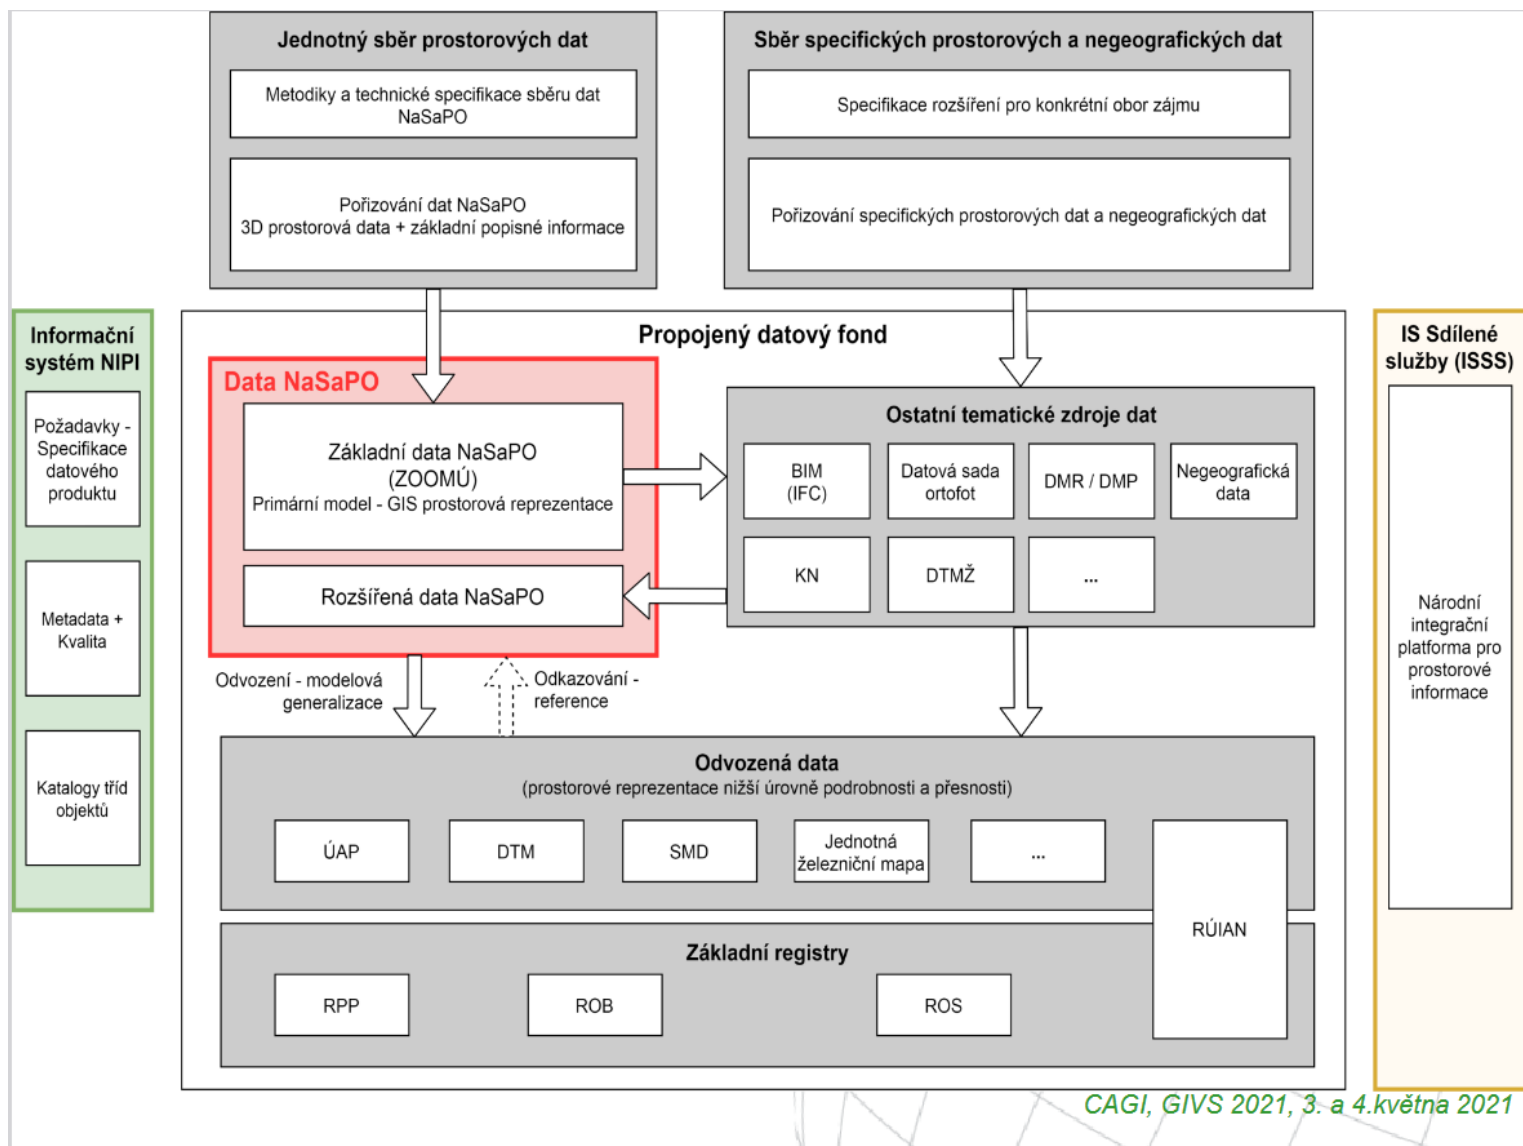 Jednotný sběr prostorových dat
Metodiky a technické specifikace sběru dat
NaSaPO
Pořizování dat NaSaPO
3D prostorová data + základní popisné informace
Sběr specifických prostorových a negeografických dat
Specifikace rozšíření pro konkrétní obor zájmu
Pořizování specifických prostorových dat a negeografických dat
Informační
systém NIPI
Požadavky -
Specifikace
datového
produktu
Metadata +
Kvalita
Katalogy tříd
objektů
Propojený datový fond
Data NaSaPO
Základní data NaSaPO
(ZOOMÚ)
Primární model - GIS prostorová reprezentace
Rozšířená data NaSaPO
Ostatní tematické zdroje dat
BIM
(IFC)
Datová sada
ortofot
DMR / DMP
Negeografická
data
KN
DTMŽ
...
Odvození - modelová
generalizace
Odkazování -
reference
Odvozená data
(prostorové reprezentace nižší úrovně podrobnosti a přesnosti)
ÚAP
DTM
SMD
Jednotná
železniční mapa
...
RÚIAN
Základní registry
RPP
ROB
ROS
IS Sdílené
služby (ISSS)
Národní
integrační
platforma pro
prostorové
informace
CAGI, GIVS 2021, 3. a 4.května 2021